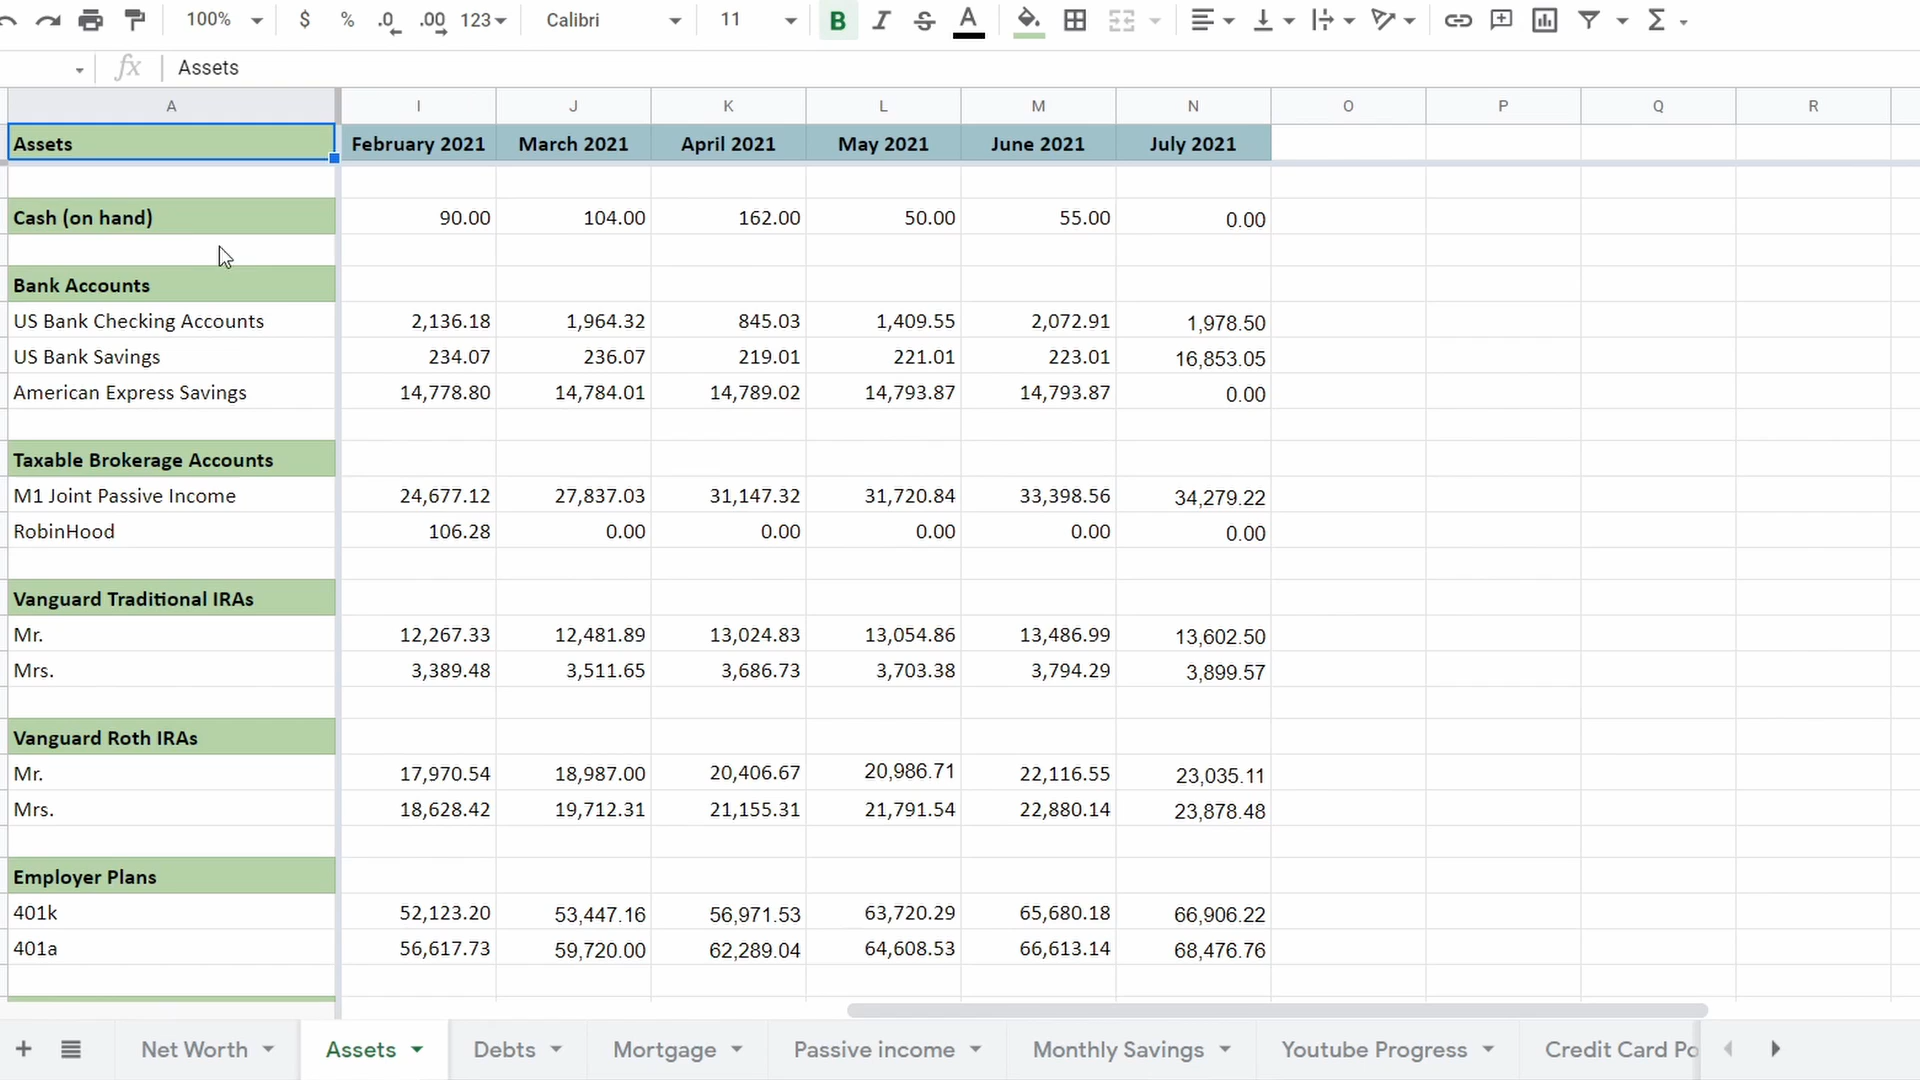 100% $ % .0 .00 123 Calibri 11 B I S A Σ
fx Assets
A I J K L M N O P Q R
Assets February 2021 March 2021 April 2021 May 2021 June 2021 July 2021
Cash (on hand) 90.00 104.00 162.00 50.00 55.00 0.00
Bank Accounts
US Bank Checking Accounts 2,136.18 1,964.32 845.03 1,409.55 2,072.91 1,978.50
US Bank Savings 234.07 236.07 219.01 221.01 223.01 16,853.05
American Express Savings 14,778.80 14,784.01 14,789.02 14,793.87 14,793.87 0.00
Taxable Brokerage Accounts
M1 Joint Passive Income 24,677.12 27,837.03 31,147.32 31,720.84 33,398.56 34,279.22
RobinHood 106.28 0.00 0.00 0.00 0.00 0.00
Vanguard Traditional IRAs
Mr. 12,267.33 12,481.89 13,024.83 13,054.86 13,486.99 13,602.50
Mrs. 3,389.48 3,511.65 3,686.73 3,703.38 3,794.29 3,899.57
Vanguard Roth IRAs
Mr. 17,970.54 18,987.00 20,406.67 20,986.71 22,116.55 23,035.11
Mrs. 18,628.42 19,712.31 21,155.31 21,791.54 22,880.14 23,878.48
Employer Plans
401k 52,123.20 53,447.16 56,971.53 63,720.29 65,680.18 66,906.22
401a 56,617.73 59,720.00 62,289.04 64,608.53 66,613.14 68,476.76
+ Net Worth Assets Debts Mortgage Passive income Monthly Savings Youtube Progress Credit Card Po